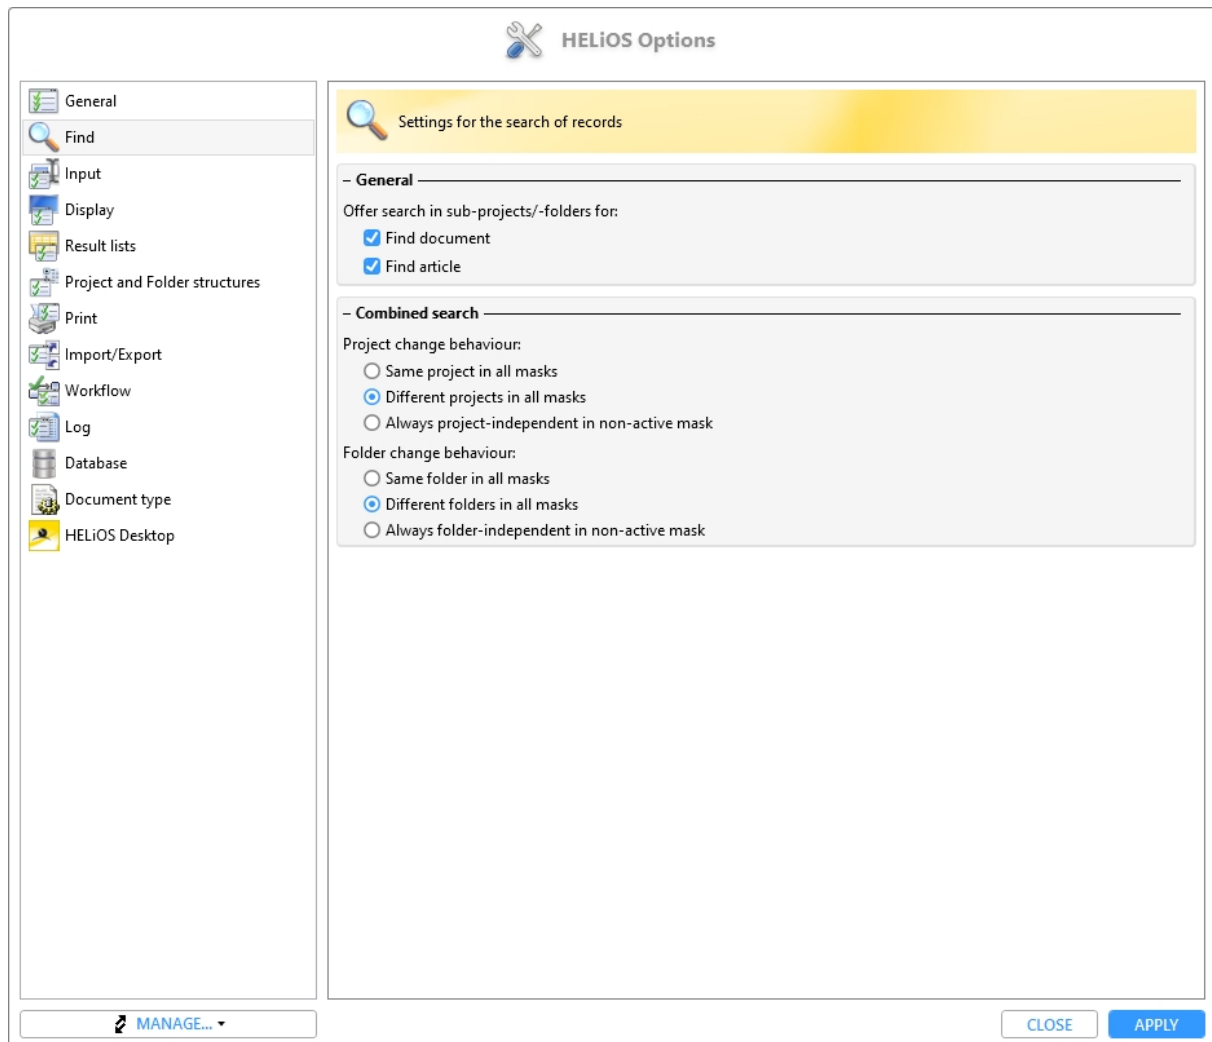 HELiOS Options
General
Find
Input
Display
Result lists
Project and Folder structures
Print
Import/Export
Workflow
Log
Database
Document type
HELiOS Desktop
MANAGE...
Settings for the search of records
– General
Offer search in sub-projects/-folders for:
Find document
Find article
– Combined search
Project change behaviour:
Same project in all masks
Different projects in all masks
Always project-independent in non-active mask
Folder change behaviour:
Same folder in all masks
Different folders in all masks
Always folder-independent in non-active mask
CLOSE
APPLY